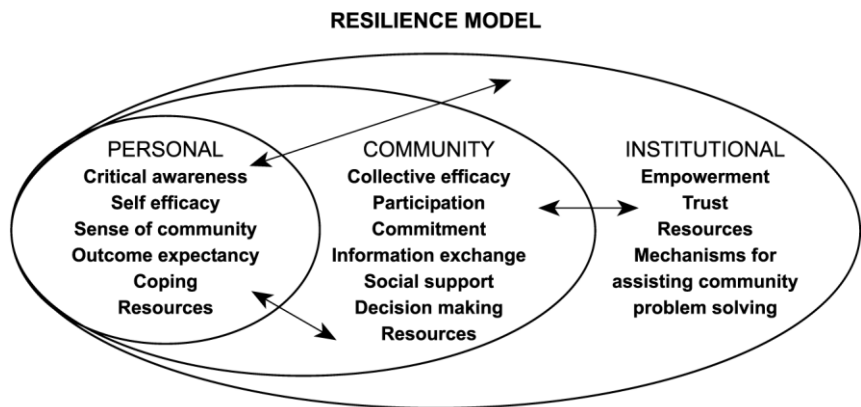 RESILIENCE MODEL
PERSONAL
Critical awareness
Self efficacy
Sense of community
Outcome expectancy
Coping
Resources
COMMUNITY
Collective efficacy
Participation
Commitment
Information exchange
Social support
Decision making
Resources
INSTITUTIONAL
Empowerment
Trust
Resources
Mechanisms for
assisting community
problem solving